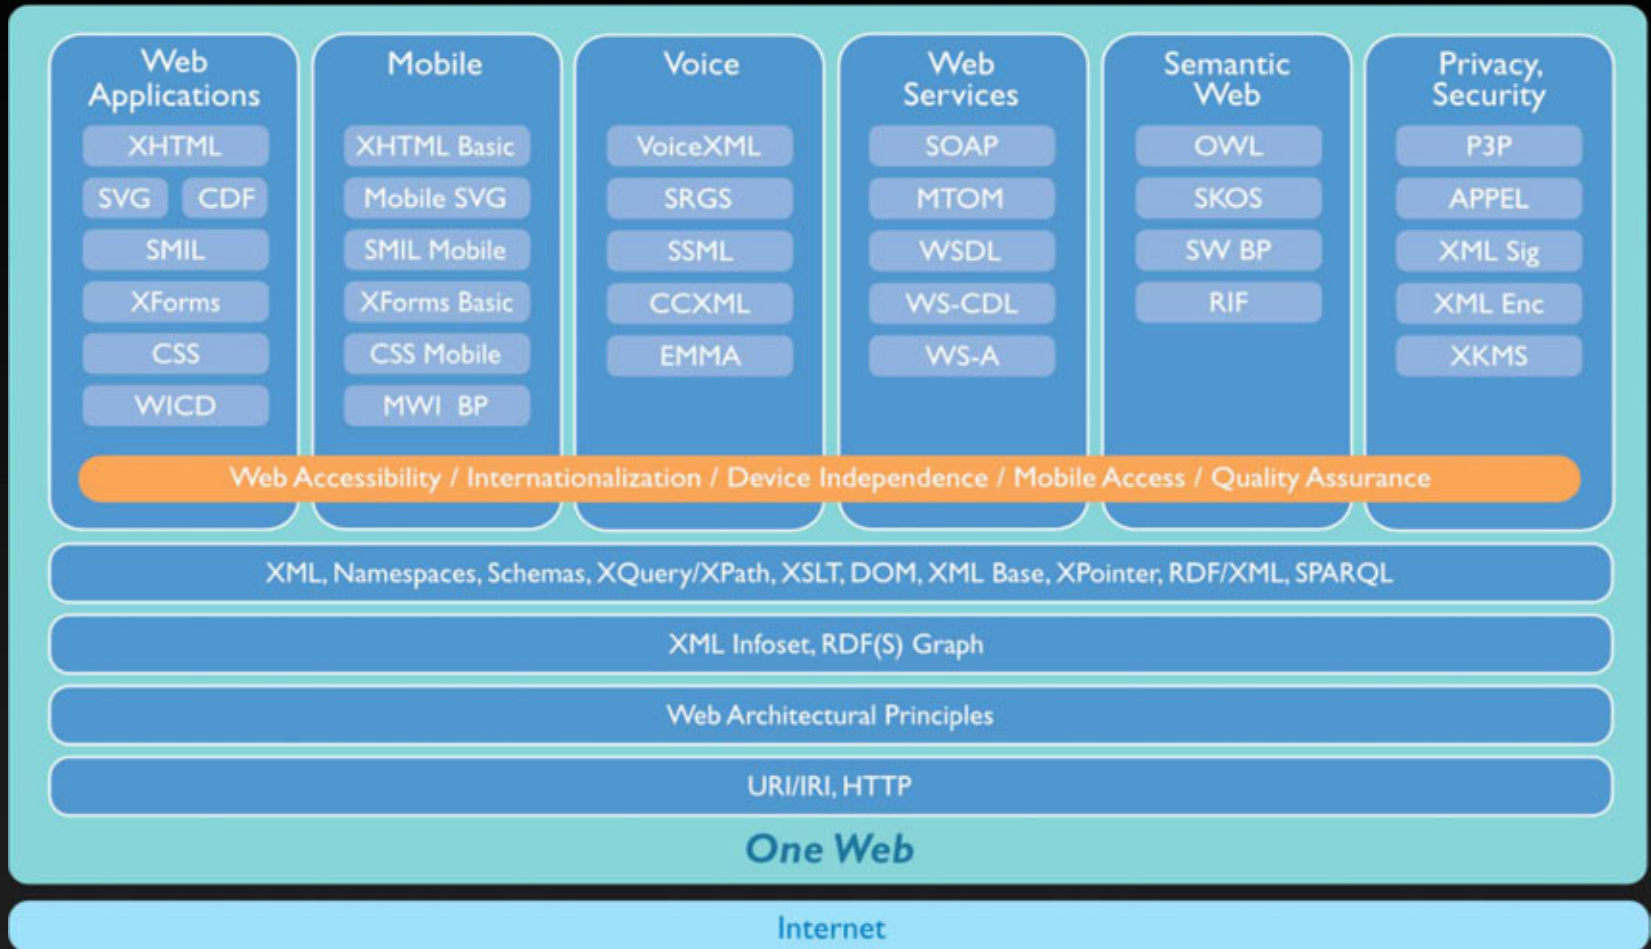 Web
Applications
XHTML
SVG
CDF
SMIL
XForms
CSS
WICD
Mobile
XHTML Basic
Mobile SVG
SMIL Mobile
XForms Basic
CSS Mobile
MWI BP
Voice
VoiceXML
SRGS
SSML
CCXML
EMMA
Web
Services
SOAP
MTOM
WSDL
WS-CDL
WS-A
Semantic
Web
OWL
SKOS
SW BP
RIF
Privacy,
Security
P3P
APPEL
XML Sig
XML Enc
XKMS
Web Accessibility / Internationalization / Device Independence / Mobile Access / Quality Assurance
XML, Namespaces, Schemas, XQuery/XPath, XSLT, DOM, XML Base, XPointer, RDF/XML, SPARQL
XML Infoset, RDF(S) Graph
Web Architectural Principles
URI/IRI, HTTP
One Web
Internet